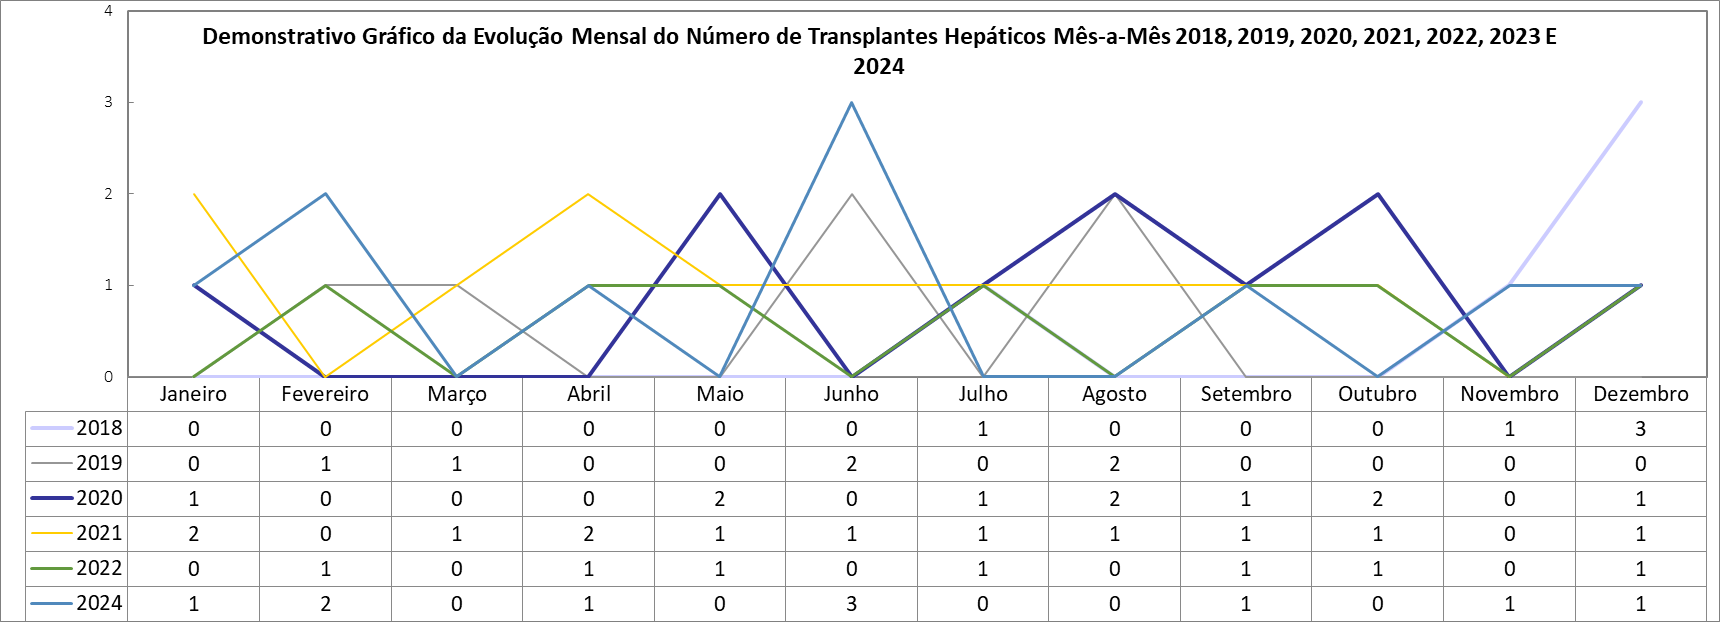 4
Demonstrativo Gráfico da Evolução Mensal do Número de Transplantes Hepáticos Mês-a-Mês 2018, 2019, 2020, 2021, 2022, 2023 E
2024
3
2
1
0
Janeiro Fevereiro Março Abril Maio Junho Julho Agosto Setembro Outubro Novembro Dezembro
2018 0 0 0 0 0 0 1 0 0 0 1 3
2019 0 1 1 0 0 2 0 2 0 0 0 0
2020 1 0 0 0 2 0 1 2 1 2 0 1
2021 2 0 1 2 1 1 1 1 1 1 0 1
2022 0 1 0 1 1 0 1 0 1 1 0 1
2024 1 2 0 1 0 3 0 0 1 0 1 1